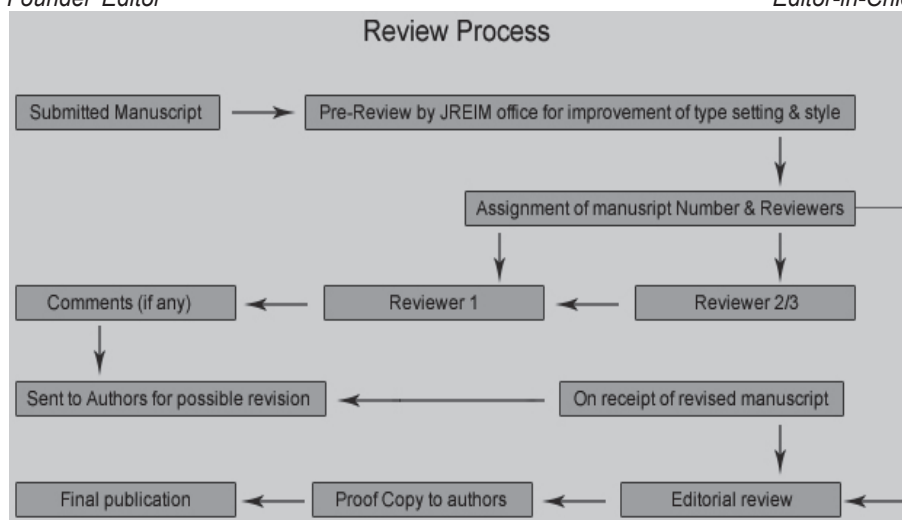 Founder Editor
Editor-in-Chi
Review Process
Submitted Manuscript
Pre-Review by JREIM office for improvement of type setting & style
Assignment of manusript Number & Reviewers
Comments (if any)
Reviewer 1
Reviewer 2/3
Sent to Authors for possible revision
On receipt of revised manuscript
Final publication
Proof Copy to authors
Editorial review